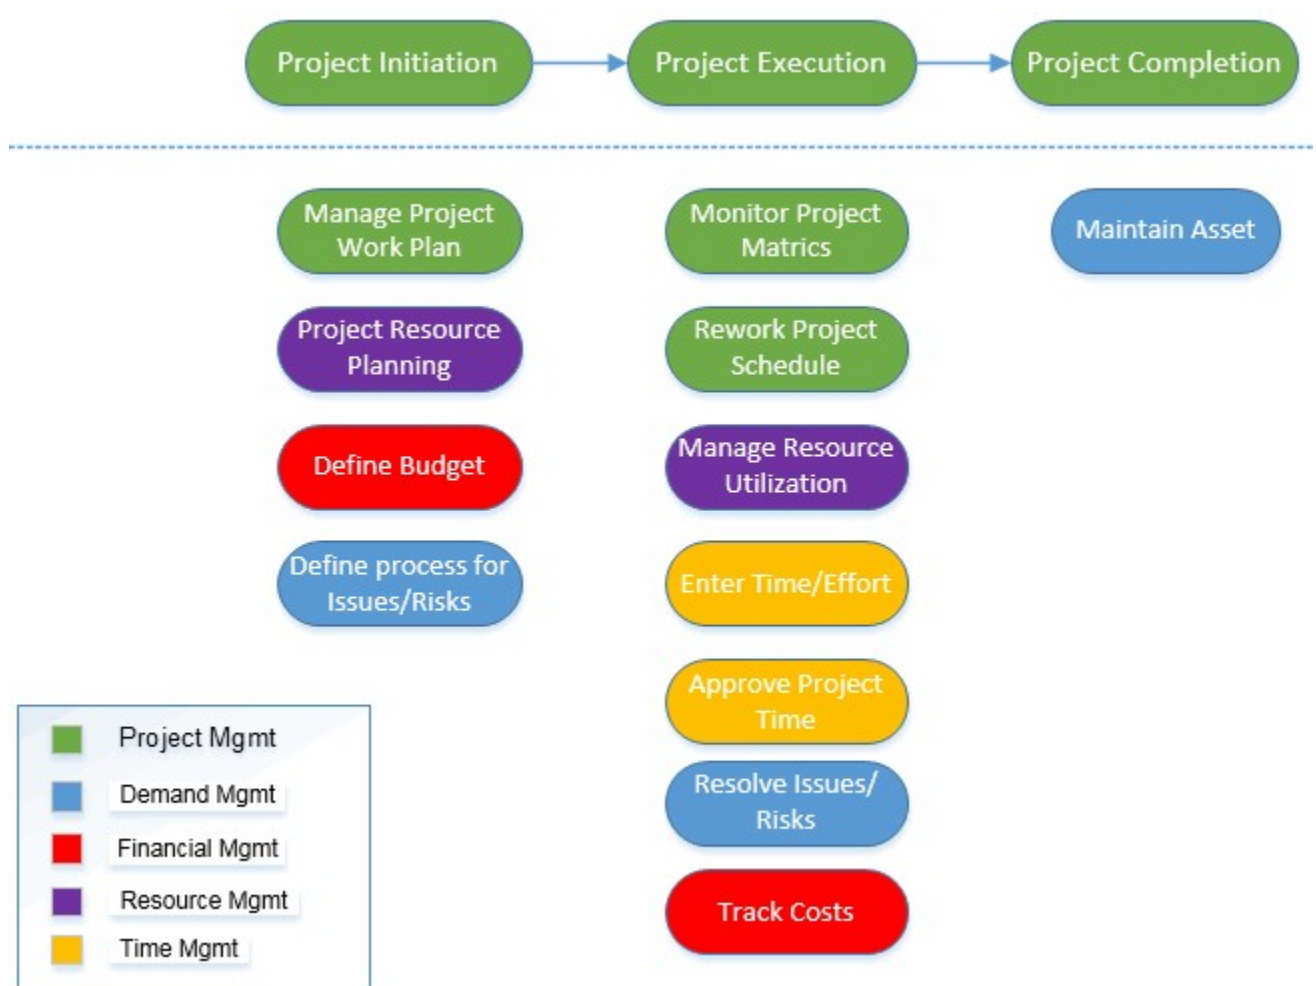 Project Initiation
Project Execution
Project Completion
Manage Project
Work Plan
Project Resource
Planning
Define Budget
Define process for
Issues/Risks
Monitor Project
Matrics
Rework Project
Schedule
Manage Resource
Utilization
Enter Time/Effort
Approve Project
Time
Resolve Issues/
Risks
Track Costs
Maintain Asset
Project Mgmt
Demand Mgmt
Financial Mgmt
Resource Mgmt
Time Mgmt